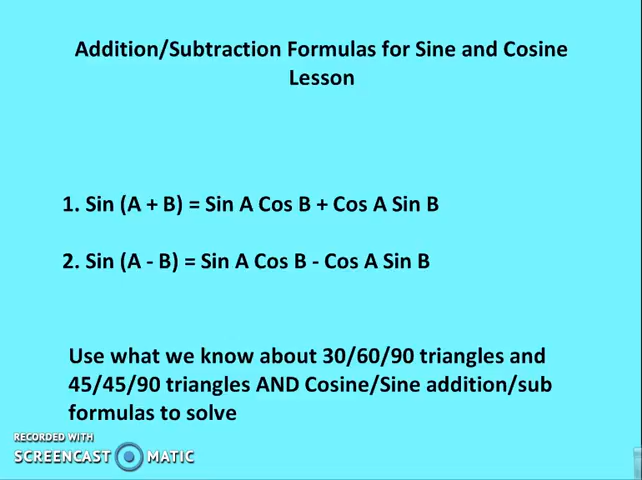 Addition/Subtraction Formulas for Sine and Cosine
Lesson
1. Sin (A + B) = Sin A Cos B + Cos A Sin B
2. Sin (A - B) = Sin A Cos B - Cos A Sin B
Use what we know about 30/60/90 triangles and
45/45/90 triangles AND Cosine/Sine addition/sub
formulas to solve
RECORDED WITH
SCREENCAST MATIC